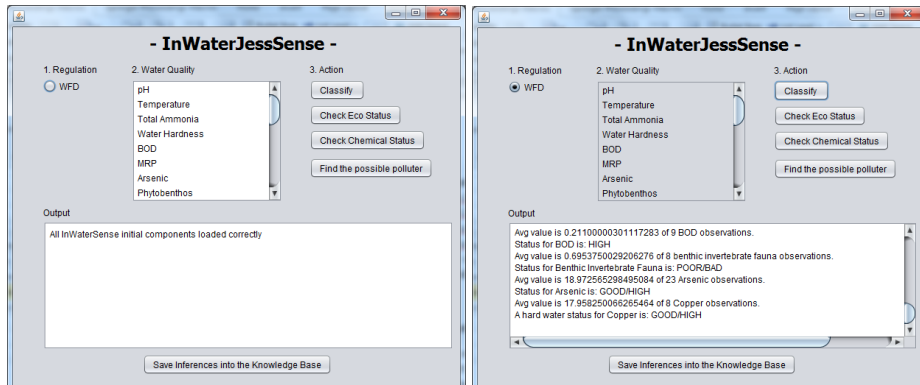 - InWaterJessSense -
1. Regulation
2. Water Quality
3. Action
WFD
pH
Temperature
Total Ammonia
Water Hardness
BOD
MRP
Arsenic
Phytobenthos
Classify
Check Eco Status
Check Chemical Status
Find the possible polluter
Output
All InWaterSense initial components loaded correctly
Save Inferences into the Knowledge Base
- InWaterJessSense -
1. Regulation
2. Water Quality
3. Action
WFD
pH
Temperature
Total Ammonia
Water Hardness
BOD
MRP
Arsenic
Phytobenthos
Classify
Check Eco Status
Check Chemical Status
Find the possible polluter
Output
Avg value is 0.21100000301117283 of 9 BOD observations.
Status for BOD is: HIGH
Avg value is 0.6953750029206276 of 8 benthic invertebrate fauna observations.
Status for Benthic Invertebrate Fauna is: POOR/BAD
Avg value is 18.972565298495084 of 23 Arsenic observations.
Status for Arsenic is: GOOD/HIGH
Avg value is 17.958250066265464 of 8 Copper observations.
A hard water status for Copper is: GOOD/HIGH
Save Inferences into the Knowledge Base